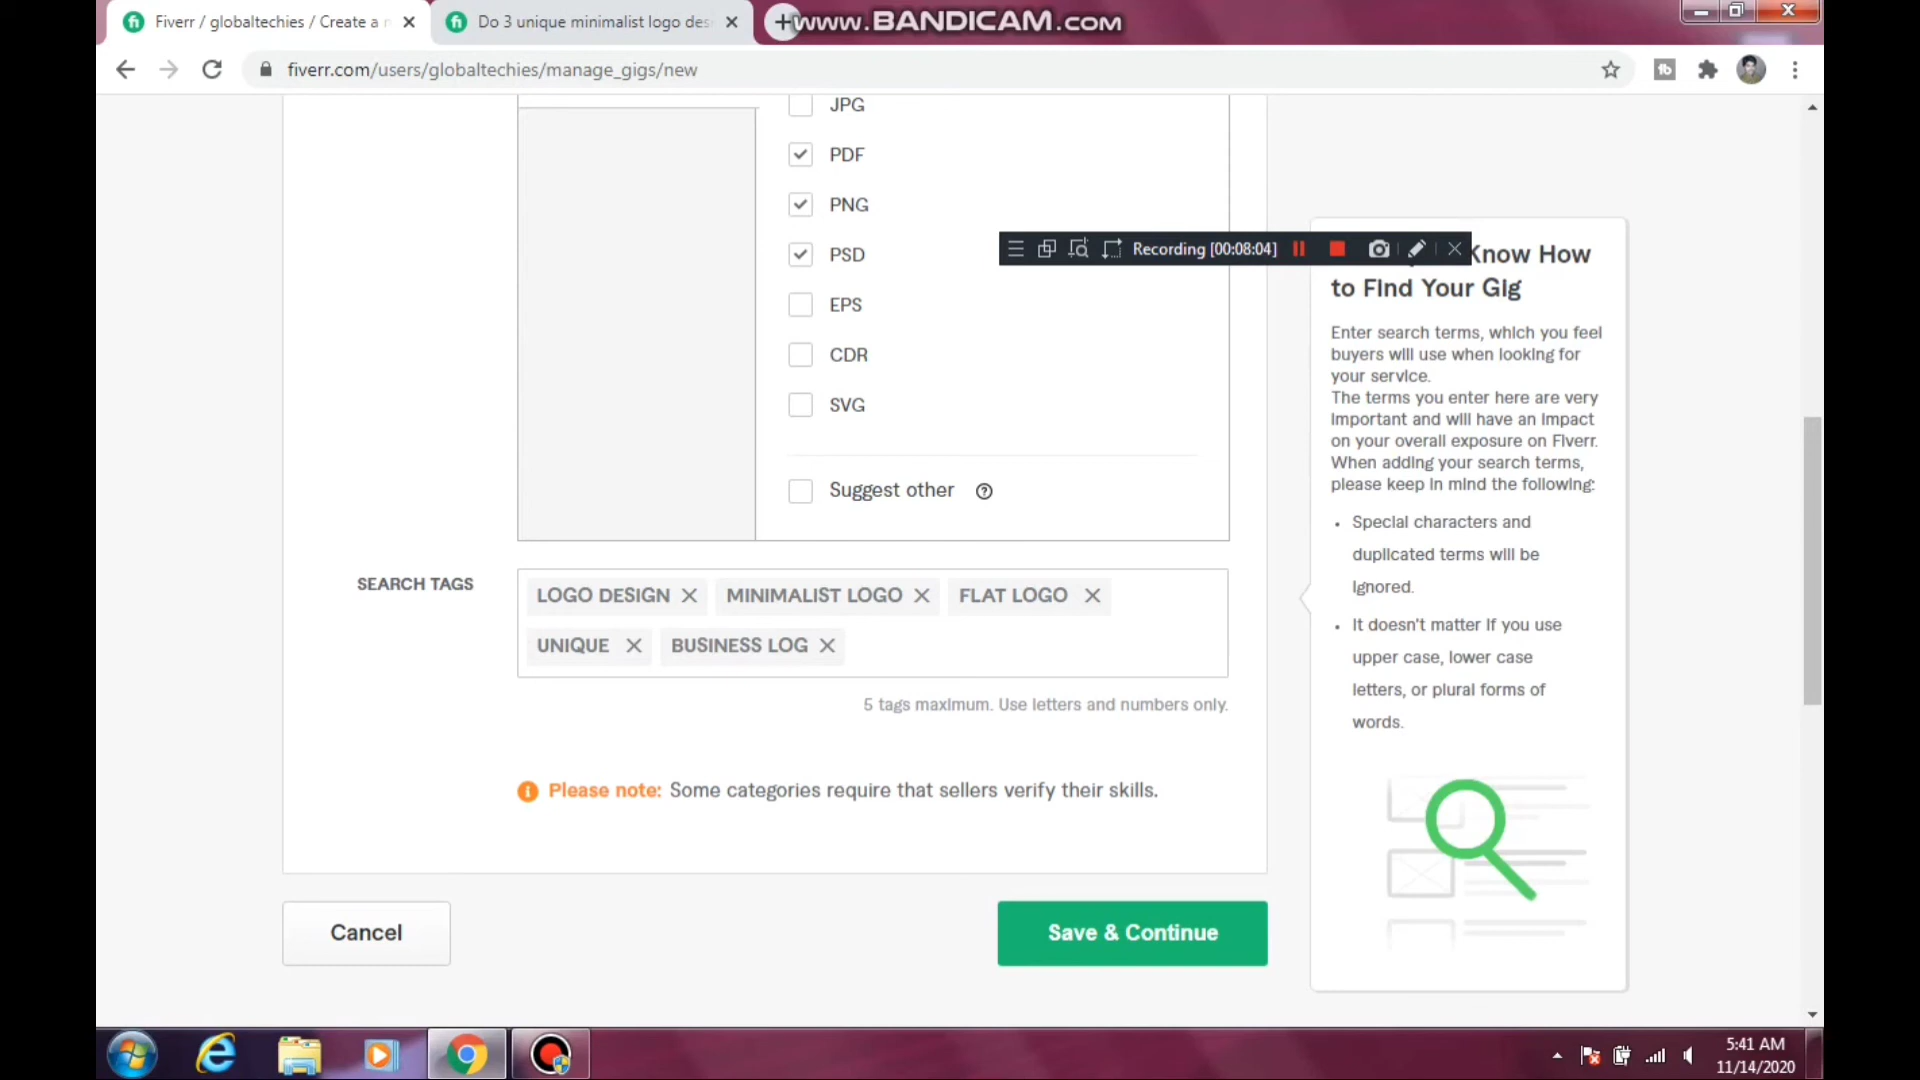 Fiverr / globaltechies / Create a n
Do 3 unique minimalist logo des
www.BANDICAM.com
fiverr.com/users/globaltechies/manage_gigs/new
JPG
PDF
PNG
PSD
EPS
CDR
SVG
Suggest other
Recording [00:08:04]
Know How
to Find Your Gig
Enter search terms, which you feel
buyers will use when looking for
your service.
The terms you enter here are very
important and will have an impact
on your overall exposure on Fiverr.
When adding your search terms,
please keep in mind the following:
• Special characters and
duplicated terms will be
ignored.
• It doesn't matter if you use
upper case, lower case
letters, or plural forms of
words.
SEARCH TAGS
LOGO DESIGN
MINIMALIST LOGO
FLAT LOGO
UNIQUE
BUSINESS LOG
5 tags maximum. Use letters and numbers only.
Please note: Some categories require that sellers verify their skills.
Cancel
Save & Continue
5:41 AM
11/14/2020